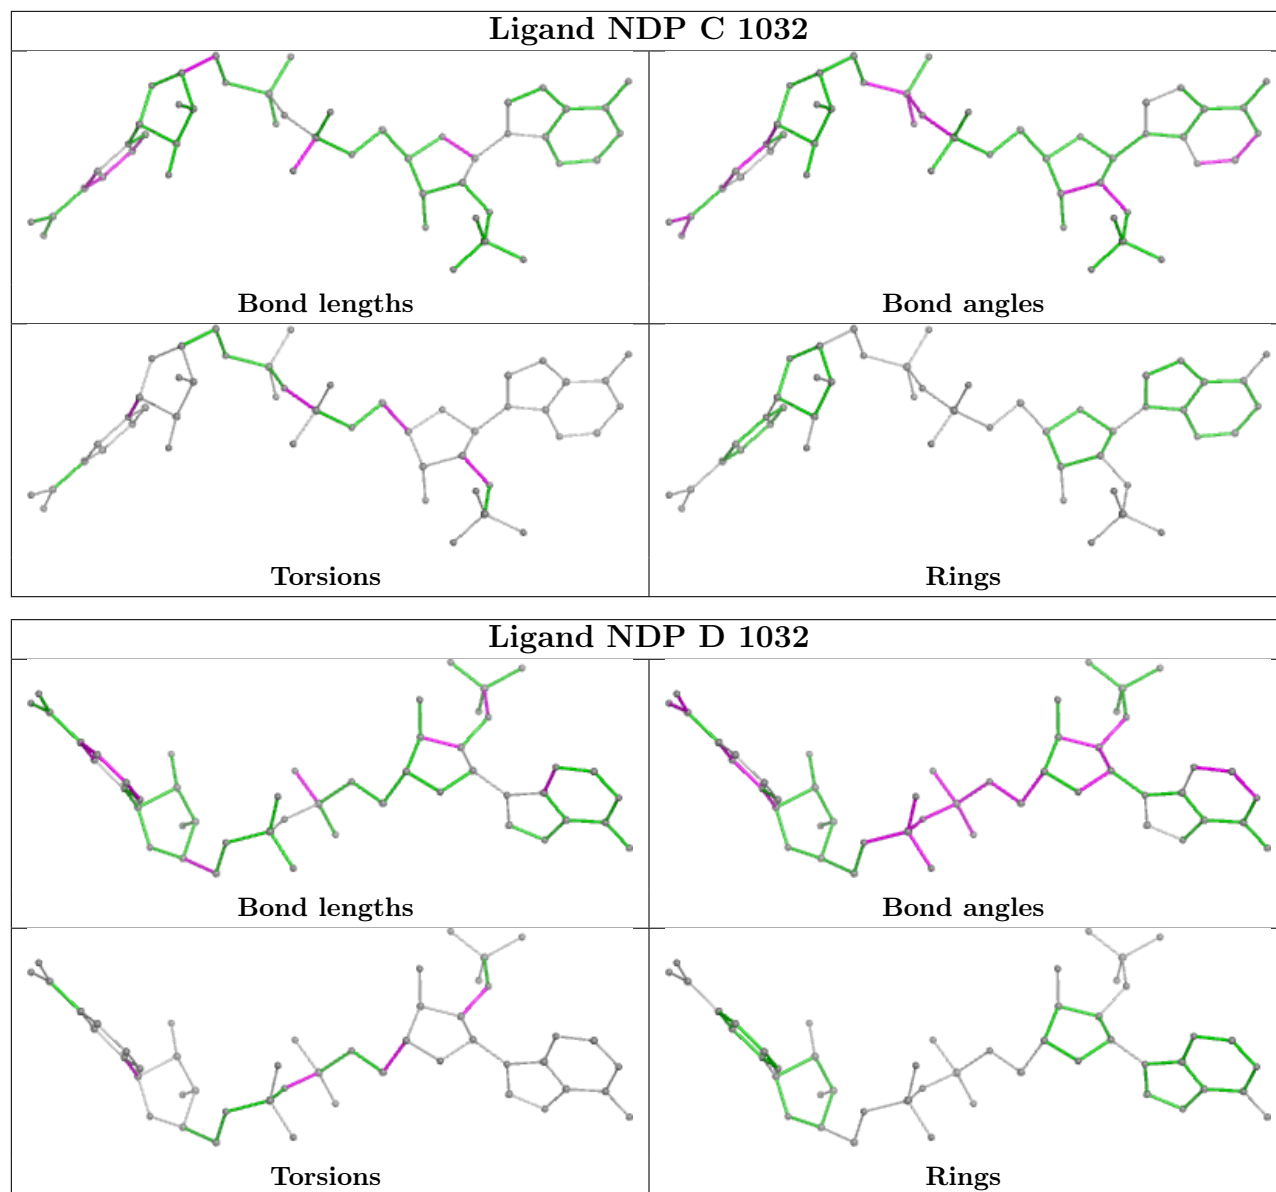 Ligand NDP C 1032
Bond lengths
Bond angles
Torsions
Rings
Ligand NDP D 1032
Bond lengths
Bond angles
Torsions
Rings